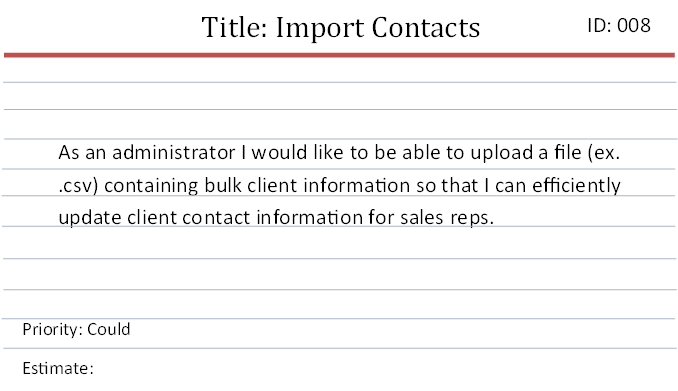 Title: Import Contacts
ID: 008
As an administrator I would like to be able to upload a file (ex.
.csv) containing bulk client information so that I can efficiently
update client contact information for sales reps.
Priority: Could
Estimate: